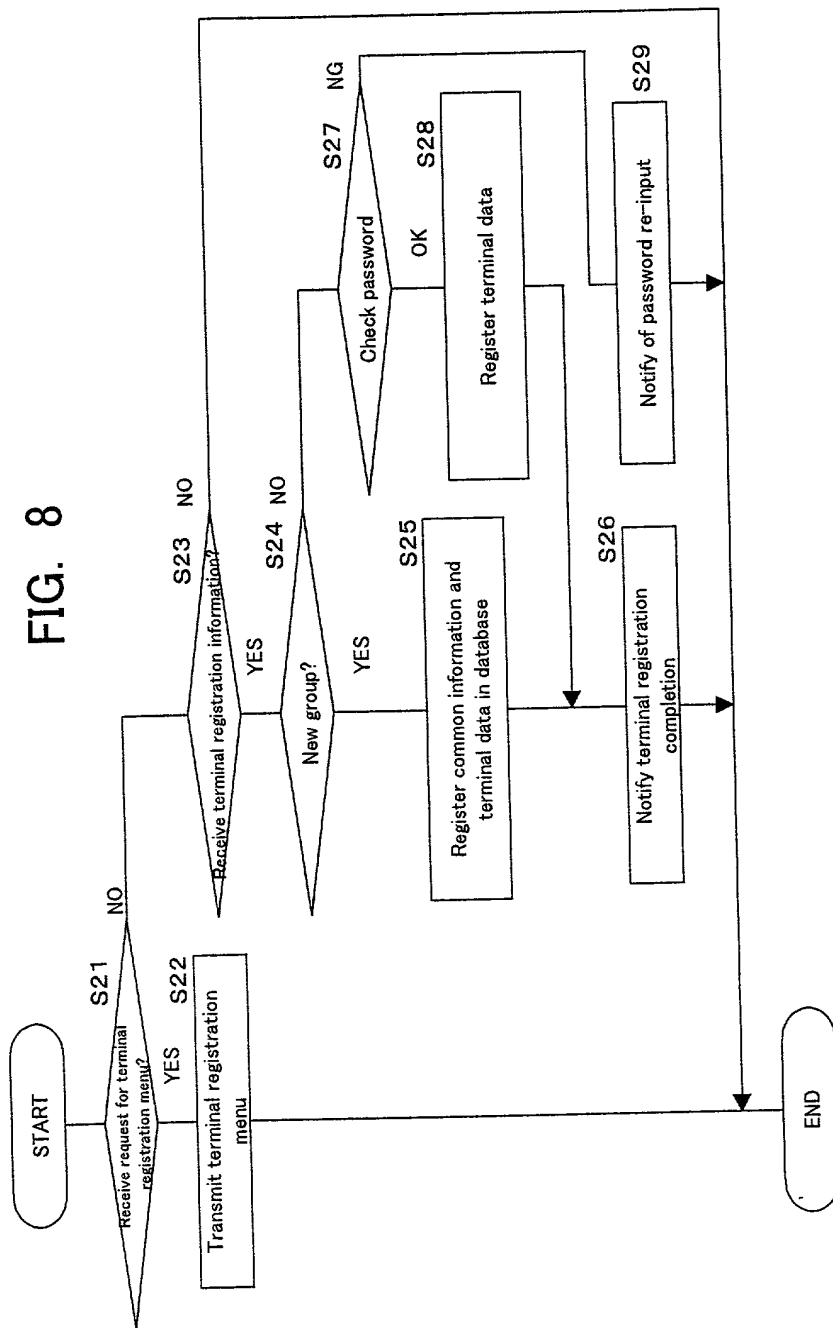 FIG. 8
START
S21
Receive request for terminal
registration menu?
NO
YES
S22
Transmit terminal registration
menu
S23
Receive terminal registration information?
NO
YES
S24
New group?
NO
YES
S25
Register common information and
terminal data in database
S26
Notify terminal registration
completion
S27
Check password
NG
OK
S28
Register terminal data
S29
Notify of password re-input
END